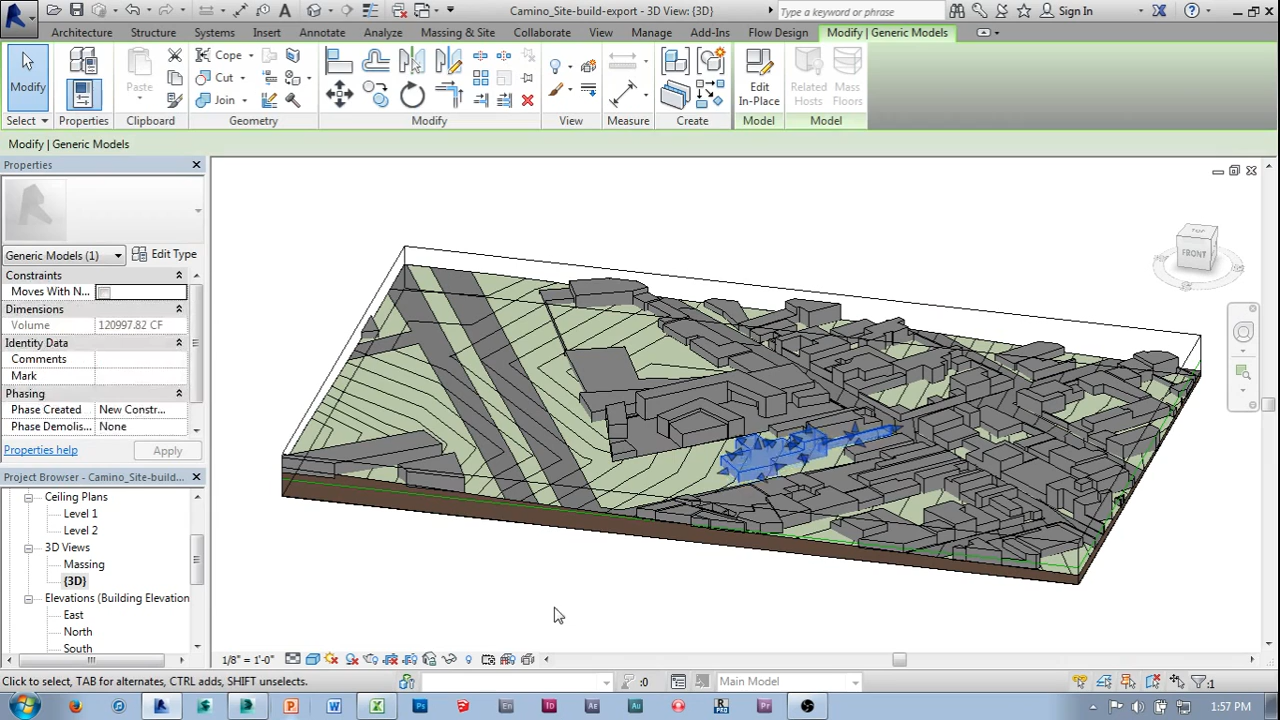 Camino_Site-build-export - 3D View: {3D}
Type a keyword or phrase
Sign In
Architecture Structure Systems Insert Annotate Analyze Massing & Site Collaborate View Manage Add-Ins Flow Design Modify | Generic Models
Modify
Paste
Cope
Cut
Join
Edit In-Place
Related Hosts
Mass Floors
Select Properties Clipboard Geometry Modify View Measure Create Model Model
Modify | Generic Models
Properties
Generic Models (1) Edit Type
Constraints
Moves With N...
Dimensions
Volume 120997.82 CF
Identity Data
Comments
Mark
Phasing
Phase Created New Constr...
Phase Demolis... None
Properties help Apply
Project Browser - Camino_Site-build...
Ceiling Plans
Level 1
Level 2
3D Views
Massing
{3D}
Elevations (Building Elevation
East
North
South
TOP
FRONT
1/8" = 1'-0"
Click to select, TAB for alternates, CTRL adds, SHIFT unselects.
:0
Main Model
:1
1:57 PM